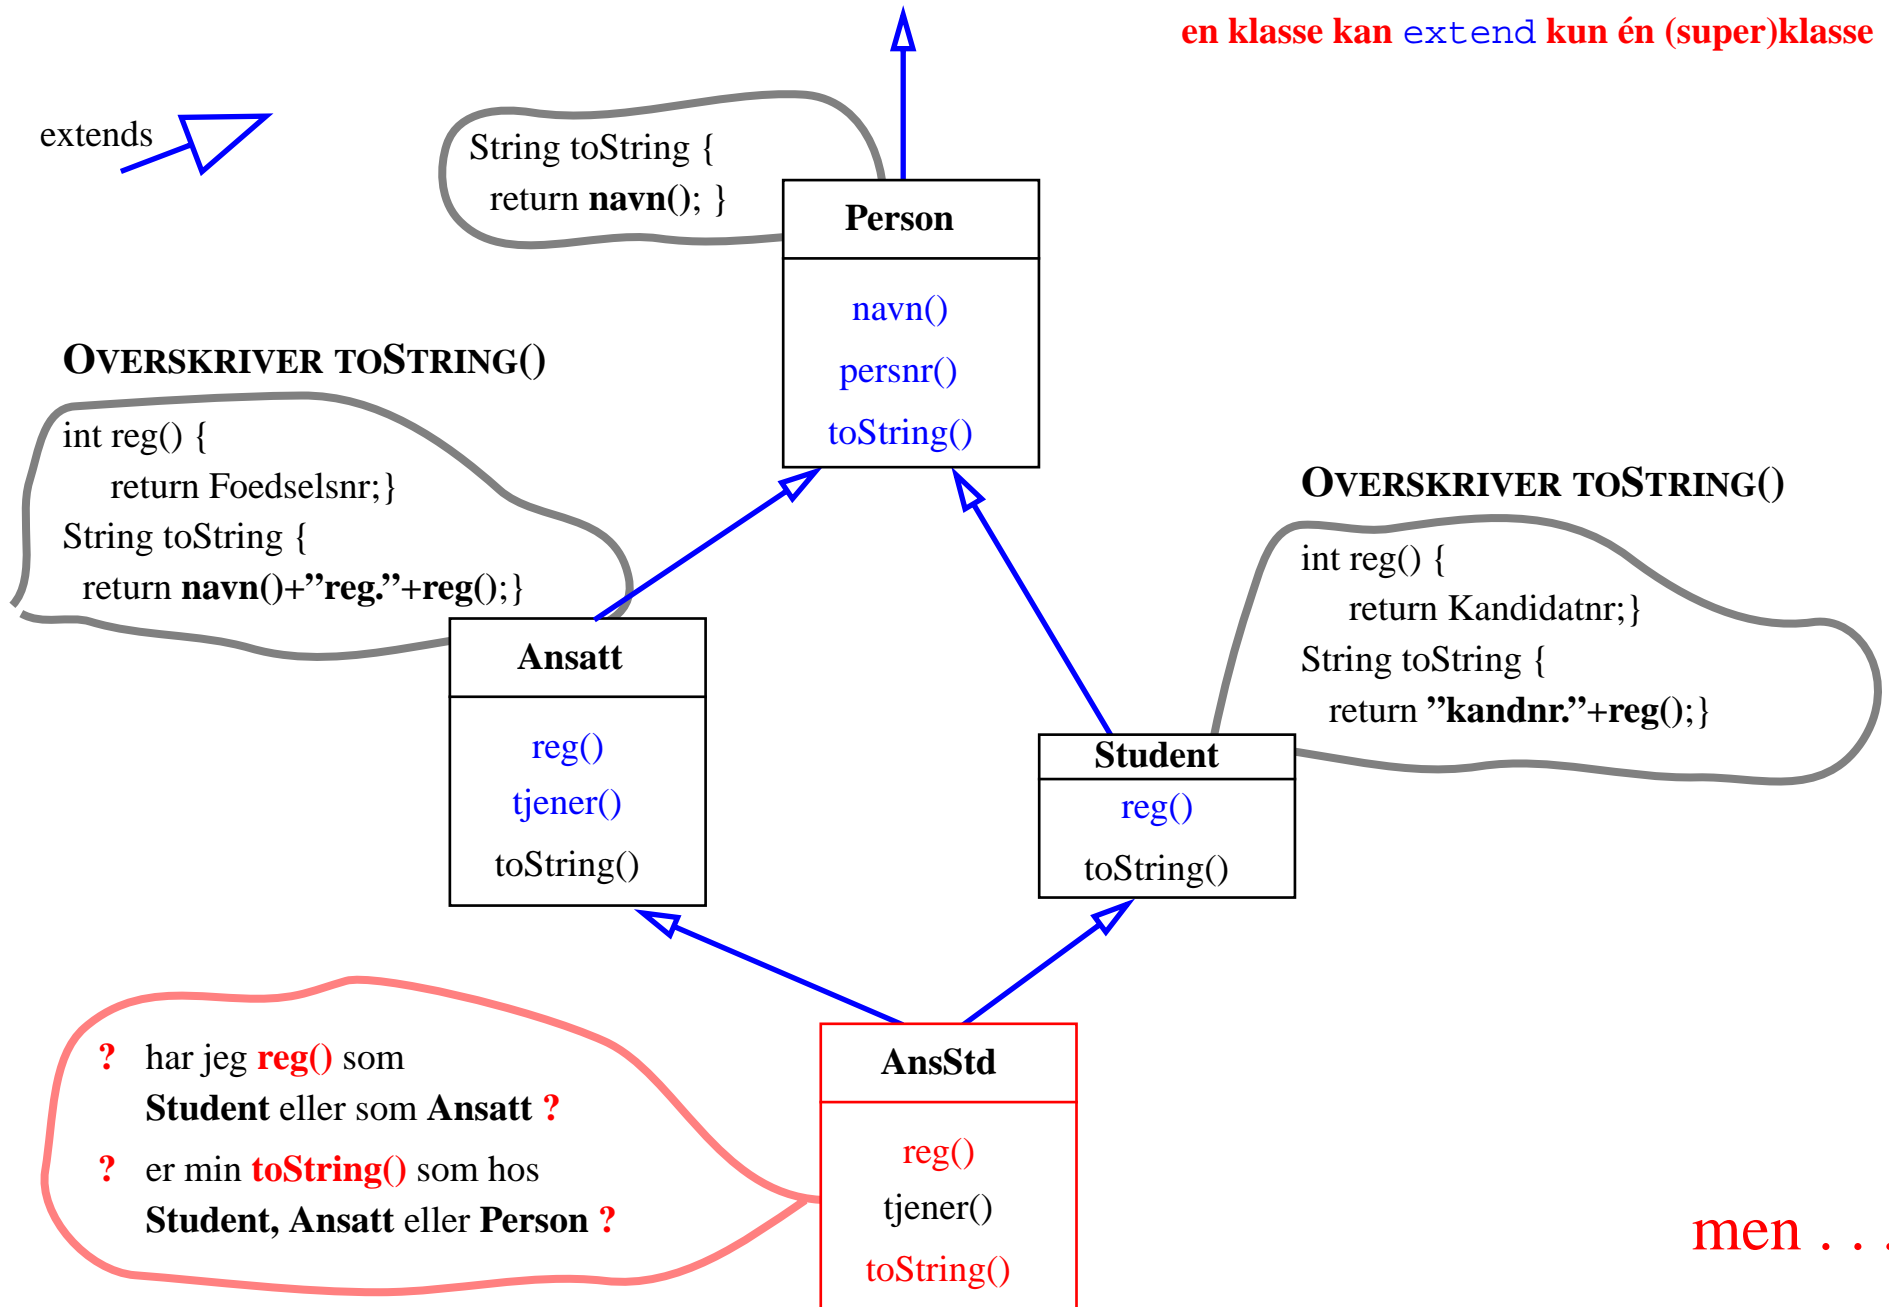 en klasse kan extend kun én (super)klasse
extends
String toString {
return navn(); }
Person
navn()
persnr()
toString()
OVERSKRIVER TOSTRING()
int reg() {
return Foedselsnr;}
String toString {
return navn()+”reg.”+reg();}
Ansatt
reg()
tjener()
toString()
OVERSKRIVER TOSTRING()
int reg() {
return Kandidatnr;}
String toString {
return ”kandnr.”+reg();}
Student
reg()
toString()
? har jeg reg() som
Student eller som Ansatt ?
? er min toString() som hos
Student, Ansatt eller Person ?
AnsStd
reg()
tjener()
toString()
men . . .